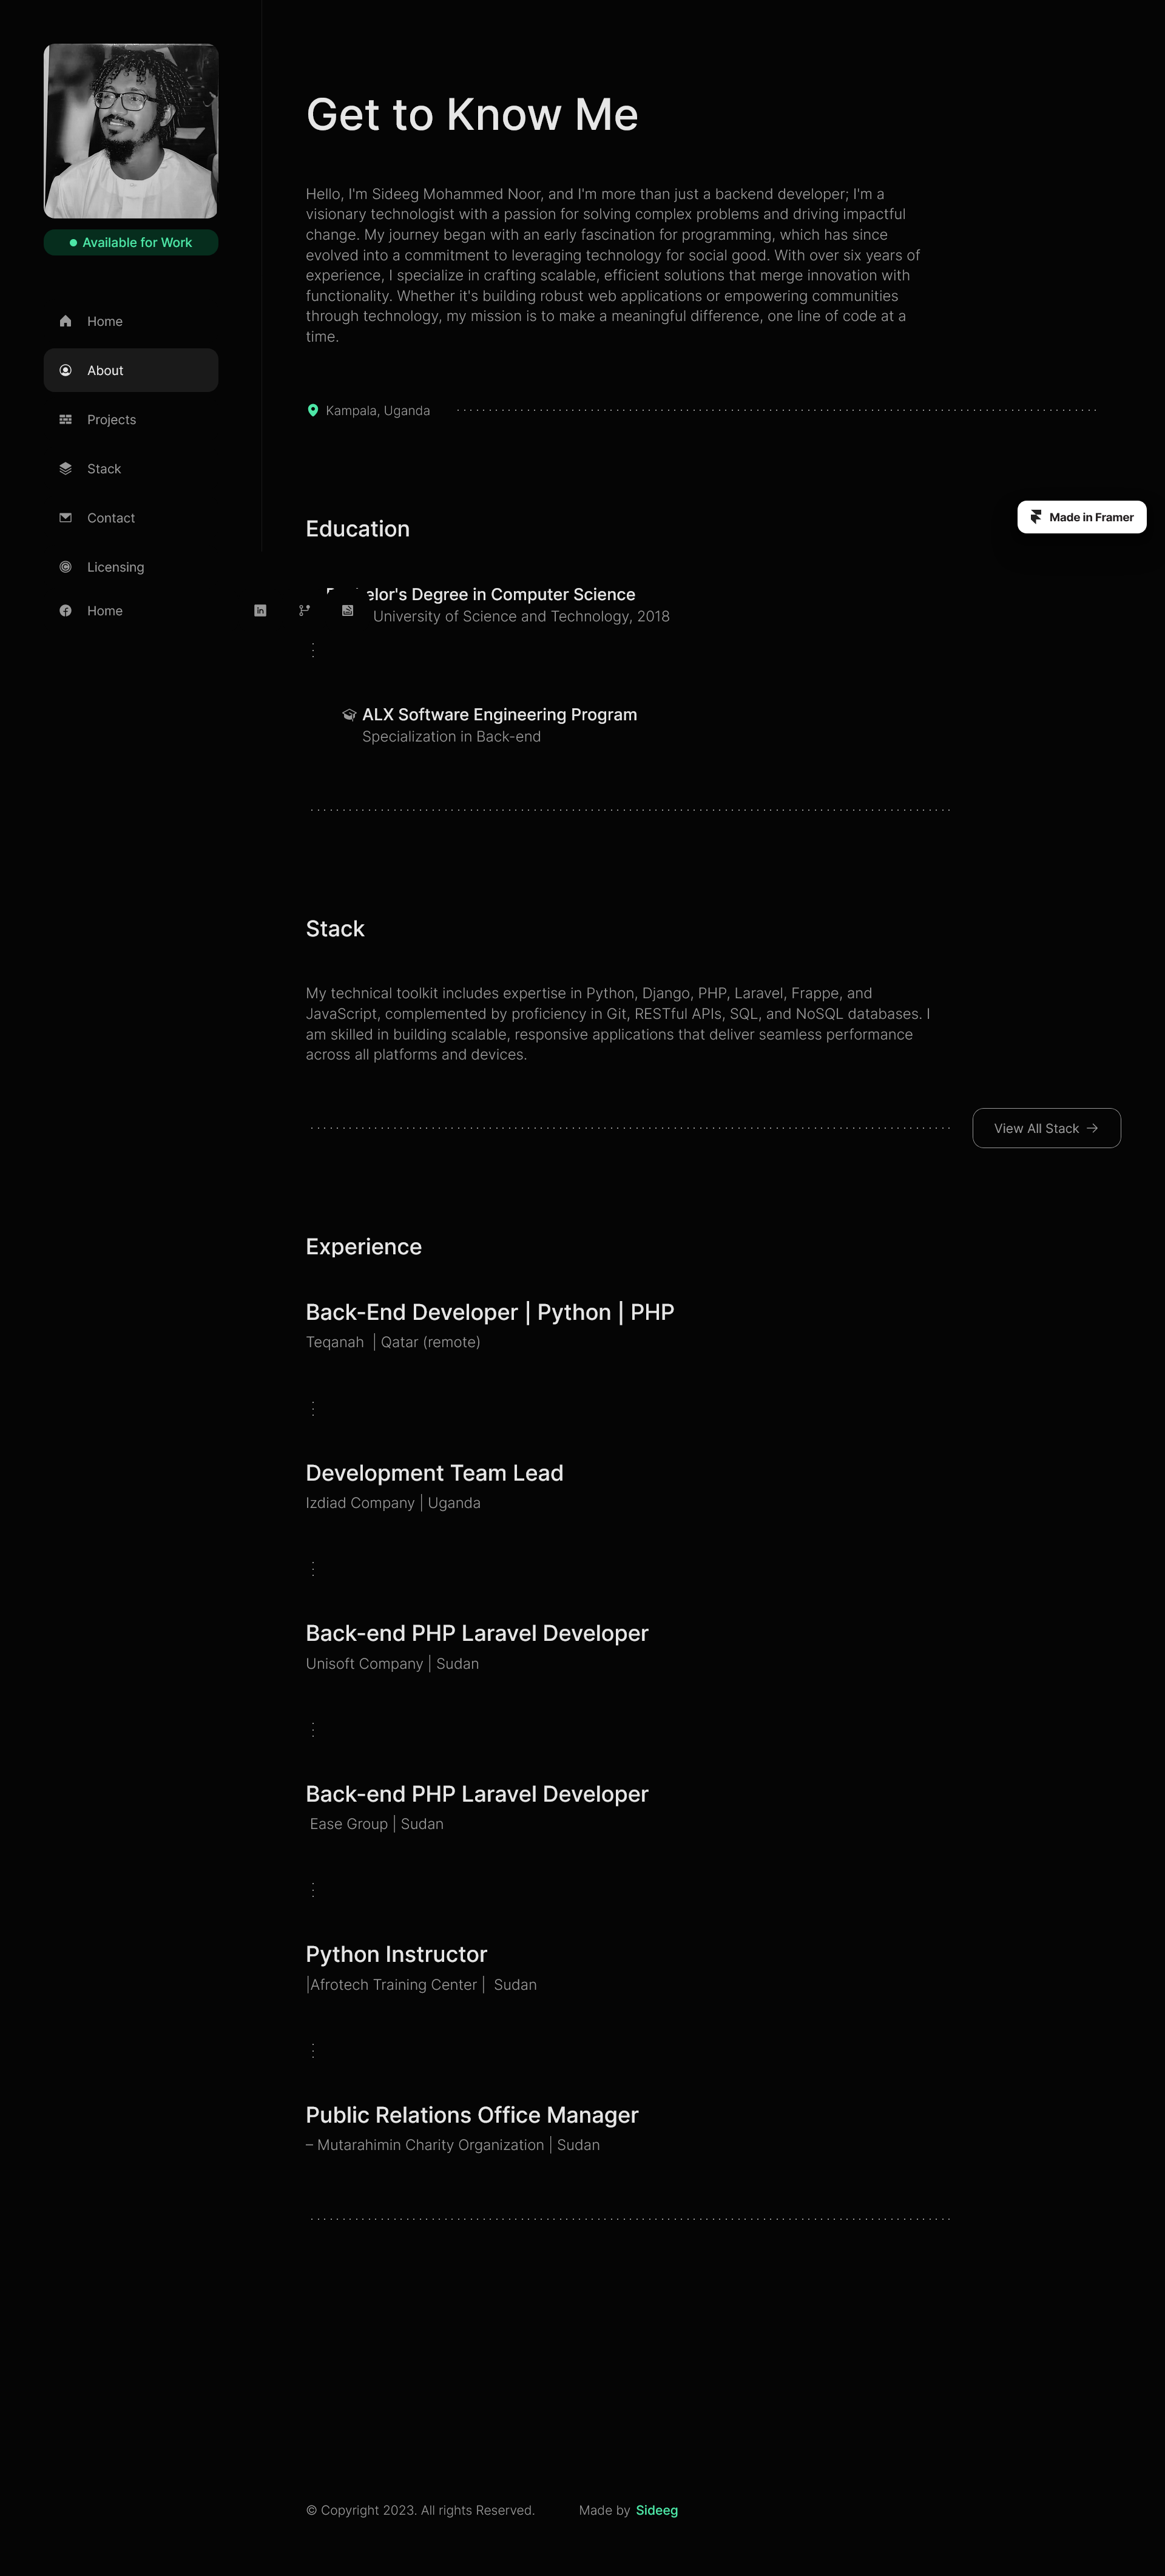 Available for Work
Home
About
Projects
Stack
Contact
Licensing
Home
Get to Know Me
Hello, I'm Sideeg Mohammed Noor, and I'm more than just a backend developer; I'm a
visionary technologist with a passion for solving complex problems and driving impactful
change. My journey began with an early fascination for programming, which has since
evolved into a commitment to leveraging technology for social good. With over six years of
experience, I specialize in crafting scalable, efficient solutions that merge innovation with
functionality. Whether it's building robust web applications or empowering communities
through technology, my mission is to make a meaningful difference, one line of code at a
time.
Kampala, Uganda
Education
Made in Framer
Degree in Computer Science
University of Science and Technology, 2018
ALX Software Engineering Program
Specialization in Back-end
Stack
My technical toolkit includes expertise in Python, Django, PHP, Laravel, Frappe, and
JavaScript, complemented by proficiency in Git, RESTful APIs, SQL, and NoSQL databases. I
am skilled in building scalable, responsive applications that deliver seamless performance
across all platforms and devices.
View All Stack →
Experience
Back-End Developer | Python | PHP
Teqanah | Qatar (remote)
Development Team Lead
Izdiad Company | Uganda
Back-end PHP Laravel Developer
Unisoft Company | Sudan
Back-end PHP Laravel Developer
Ease Group | Sudan
Python Instructor
|Afrotech Training Center | Sudan
Public Relations Office Manager
– Mutarahimin Charity Organization | Sudan
© Copyright 2023. All rights Reserved.
Made by Sideeg